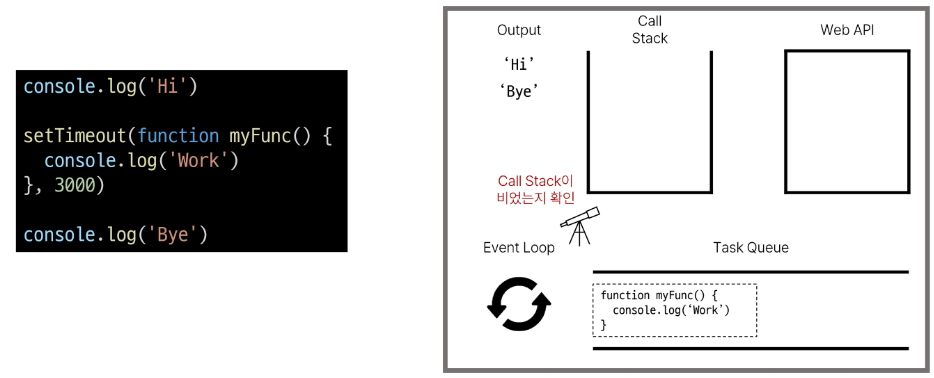 console.log('Hi')
setTimeout(function myFunc() {
  console.log('Work')
}, 3000)
console.log('Bye')
Output
Call
Stack
Web API
‘Hi’
‘Bye’
Call Stack이
비었는지 확인
Event Loop
Task Queue
function myFunc() {
  console.log(‘Work’)
}